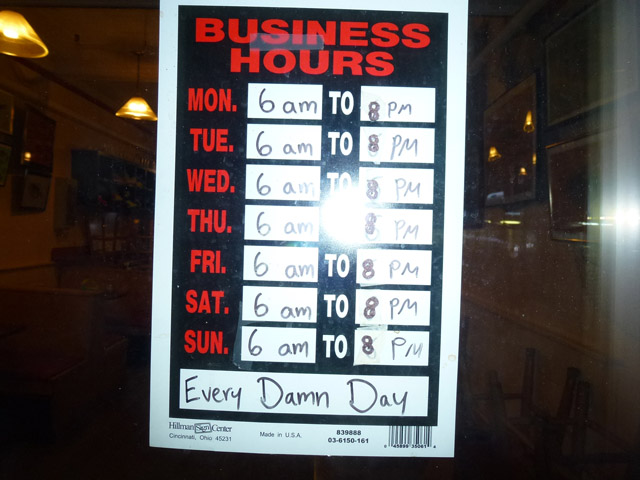 BUSINESS
HOURS
MON. 6 am TO 8 PM
TUE. 6 am TO 8 PM
WED. 6 am TO 8 PM
THU. 6 am 8 PM
FRI. 6 am TO 8 PM
SAT. 6 am TO 8 PM
SUN. 6 am TO 8 PM
Every Damn Day
Hillman Sign Center
Cincinnati, Ohio 45231
Made in U.S.A.
839888
03-6150-161